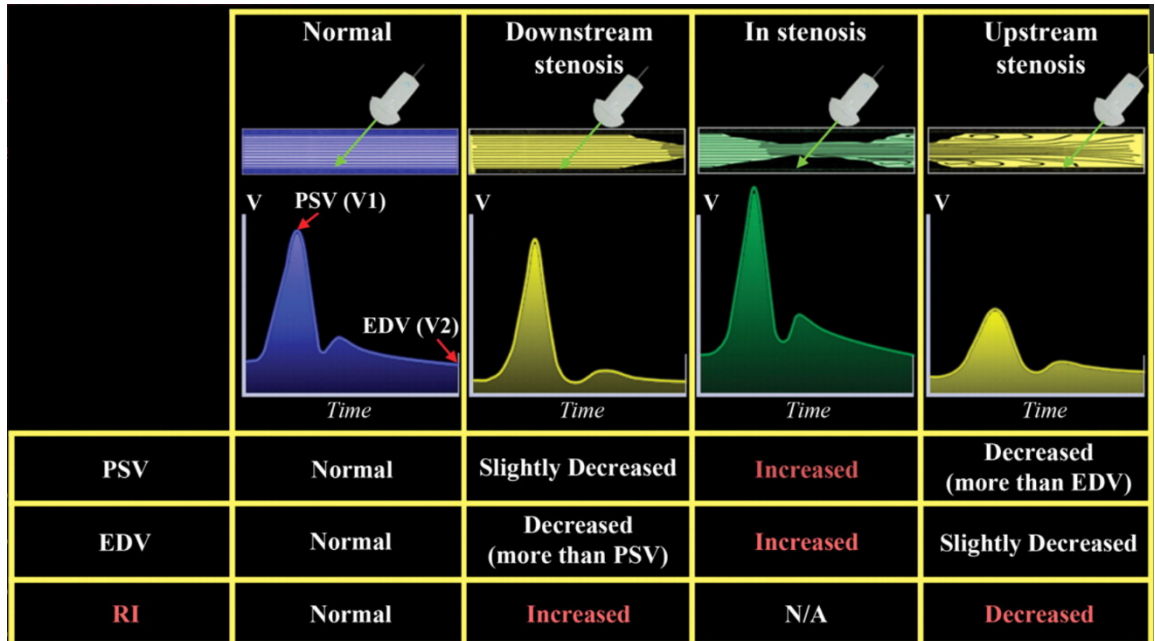 Normal
Downstream
stenosis
In stenosis
Upstream
stenosis
V
PSV (V1)
EDV (V2)
Time
V
Time
V
Time
V
Time
PSV
Normal
Slightly Decreased
Increased
Decreased
(more than EDV)
EDV
Normal
Decreased
(more than PSV)
Increased
Slightly Decreased
RI
Normal
Increased
N/A
Decreased